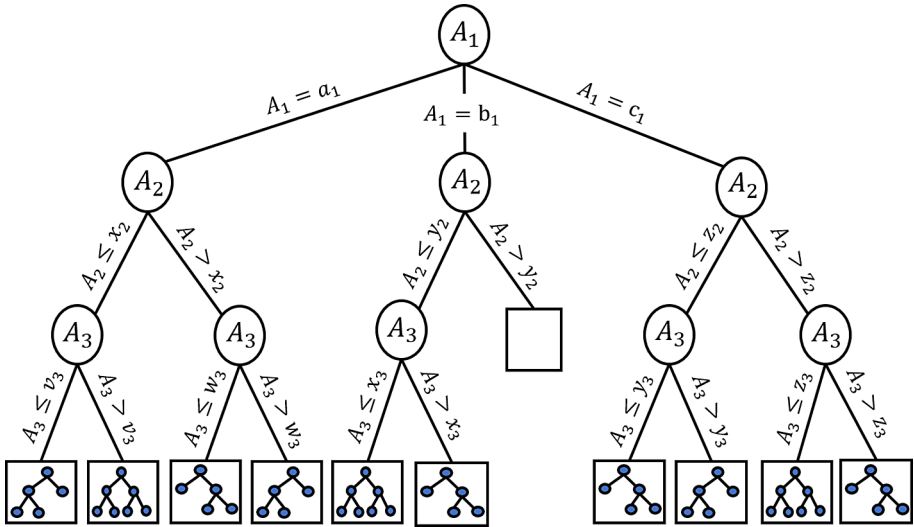 A₁
A₁ = a₁
A₁ = b₁
A₁ = c₁
A₂
A₂
A₂
A₂ ≤ x₂
A₂ > x₂
A₂ ≤ y₂
A₂ > y₂
A₂ ≤ z₂
A₂ > z₂
A₃
A₃
A₃
A₃
A₃
A₃ ≤ v₃
A₃ > v₃
A₃ ≤ w₃
A₃ > w₃
A₃ ≤ x₃
A₃ > x₃
A₃ ≤ y₃
A₃ > y₃
A₃ ≤ z₃
A₃ > z₃